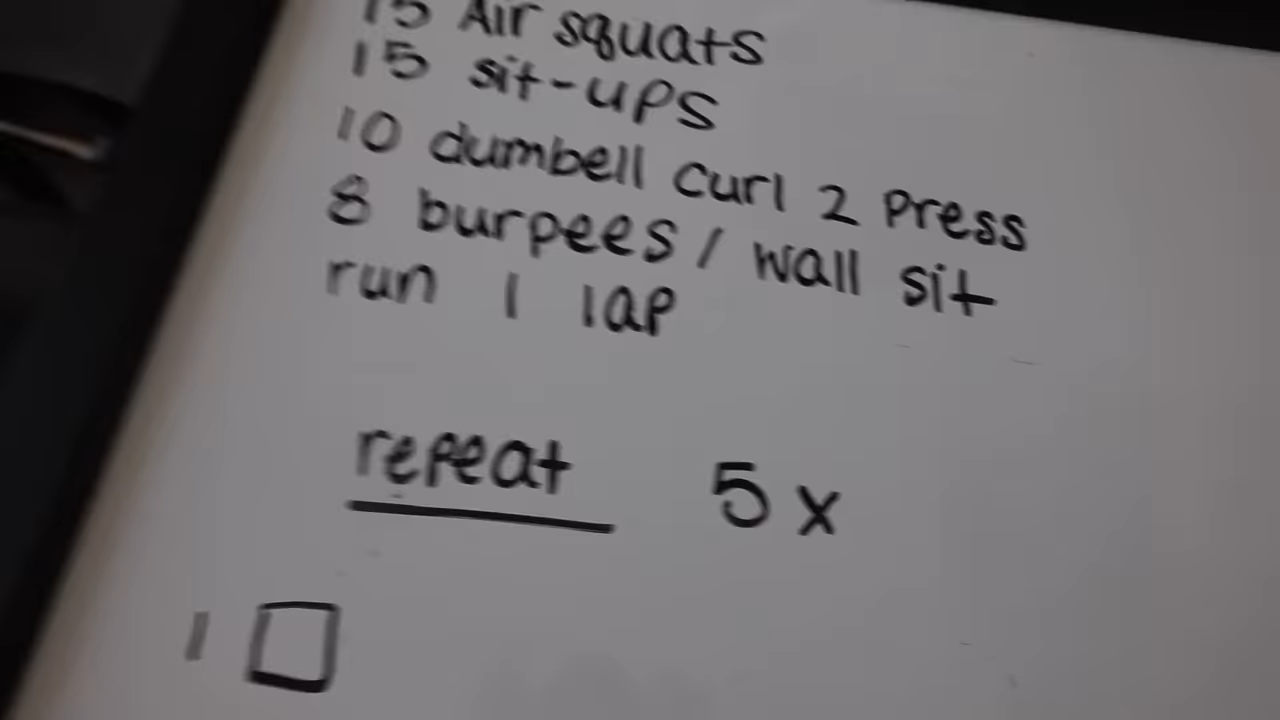 15 Air squats
15 sit-ups
10 dumbell curl 2 press
8 burpees / wall sit
run 1 lap
repeat 5x
1